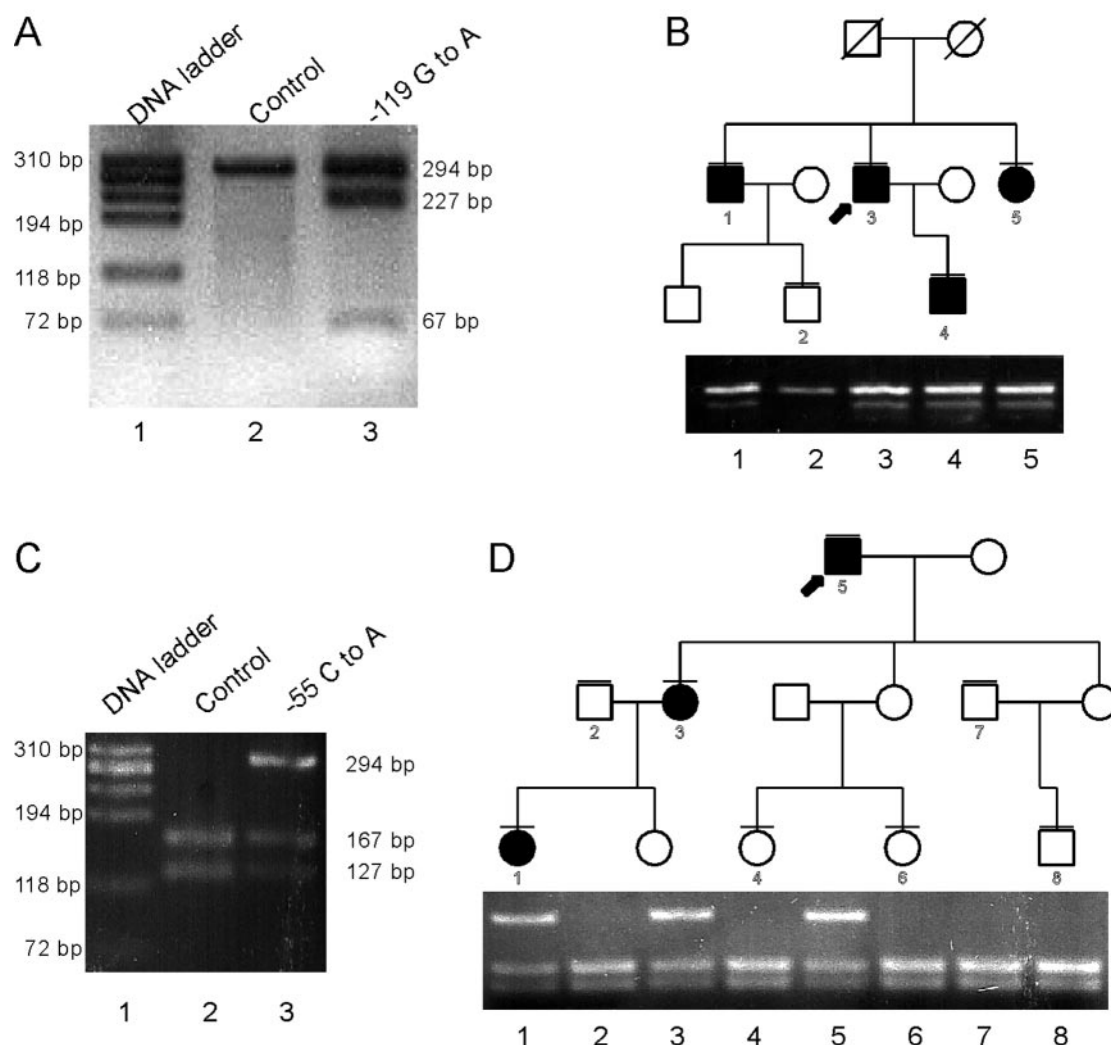 A
DNA ladder
Control
-119 G to A
310 bp
194 bp
118 bp
72 bp
294 bp
227 bp
67 bp
1 2 3
B
1
3
5
2
4
1 2 3 4 5
C
DNA ladder
Control
-55 C to A
310 bp
194 bp
118 bp
72 bp
294 bp
167 bp
127 bp
1 2 3
D
5
2
3
7
1
4
6
8
1 2 3 4 5 6 7 8